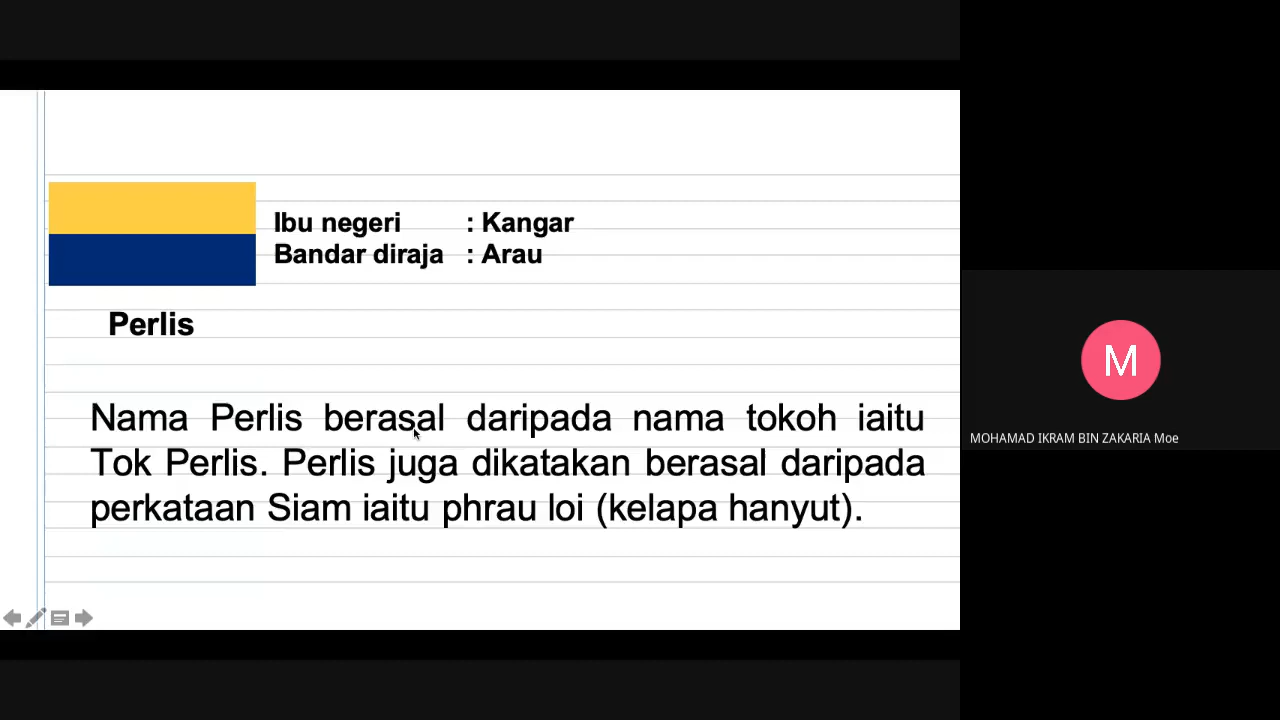 Ibu negeri : Kangar
Bandar diraja : Arau
Perlis
Nama Perlis berasal daripada nama tokoh iaitu
Tok Perlis. Perlis juga dikatakan berasal daripada
perkataan Siam iaitu phrau loi (kelapa hanyut).
M
MOHAMAD IKRAM BIN ZAKARIA Moe